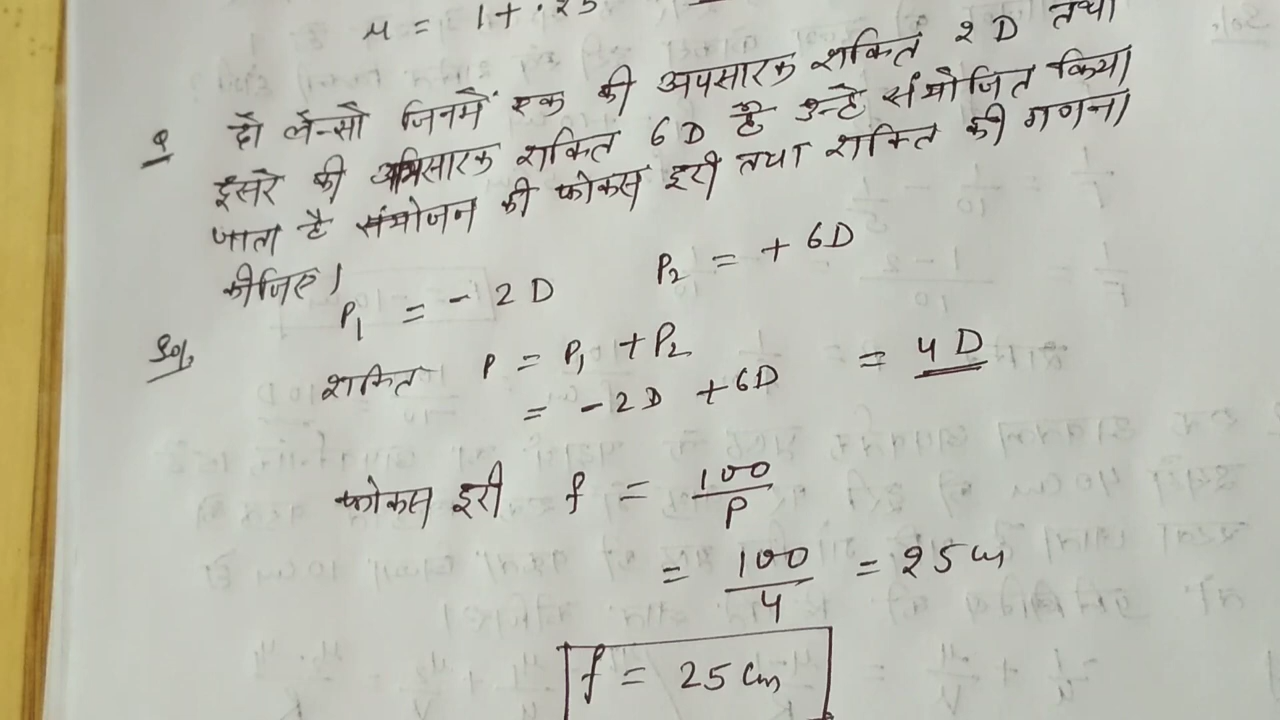 μ = 1+.25
Q दो लेन्सो जिनमें एक की अपसारक शकित 2 D तथा
दूसरे की अभिसारक शकित 6 D है उन्हे संयोजित किया
जाता है संयोजन की फोकस दूरी तथा शक्ति की गणना
कीजिए।
P₁ = - 2 D P₂ = + 6D
Sol. शकित P = P₁ + P₂
= - 2D + 6D = 4 D
फोकस दूरी f = 100/P
= 100/4 = 25 cm
f = 25 cm